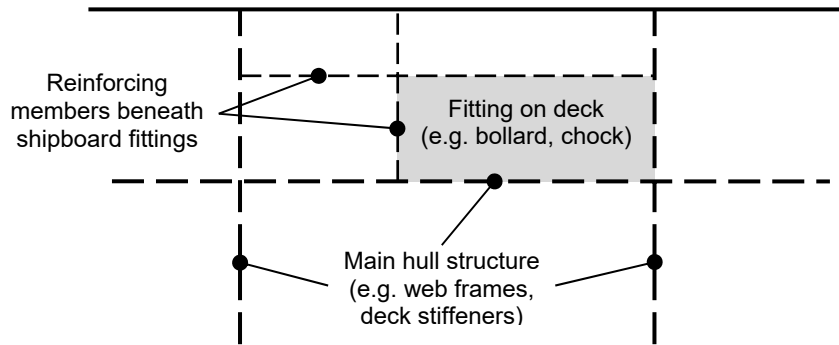 Reinforcing
members beneath
shipboard fittings
Fitting on deck
(e.g. bollard, chock)
Main hull structure
(e.g. web frames,
deck stiffeners)